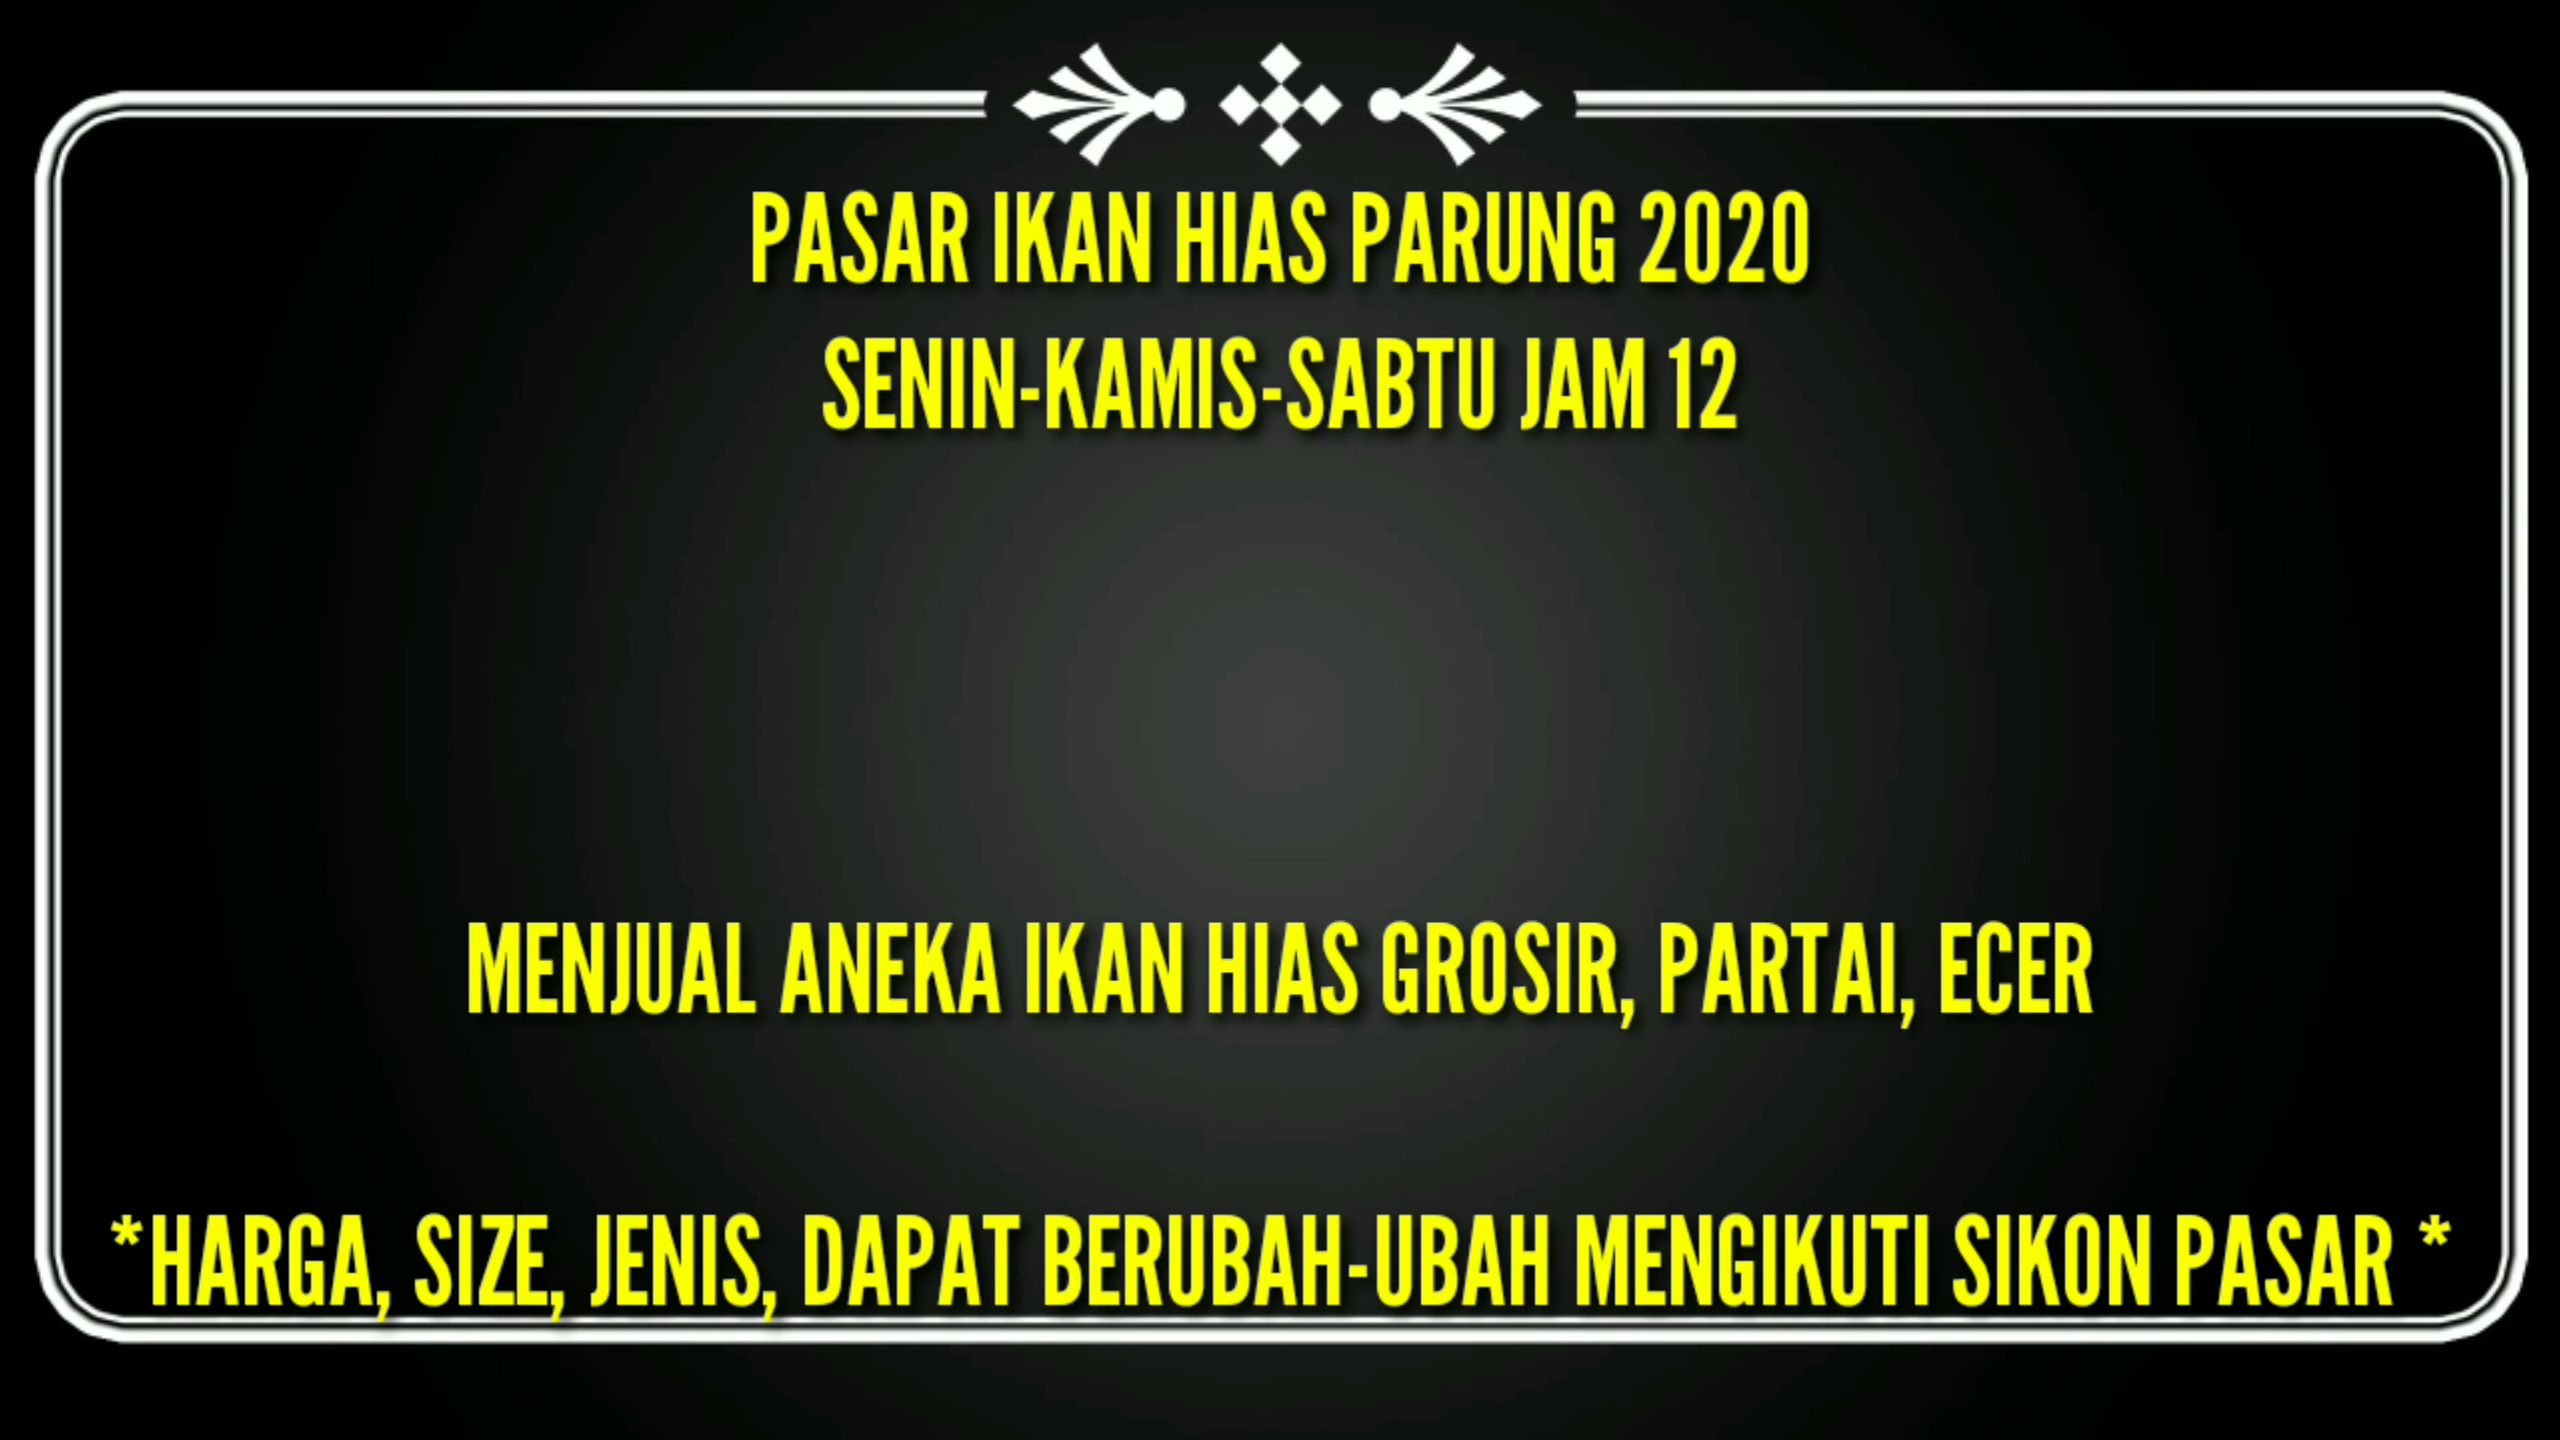 PASAR IKAN HIAS PARUNG 2020
SENIN-KAMIS-SABTU JAM 12
MENJUAL ANEKA IKAN HIAS GROSIR, PARTAI, ECER
*HARGA, SIZE, JENIS, DAPAT BERUBAH-UBAH MENGIKUTI SIKON PASAR *